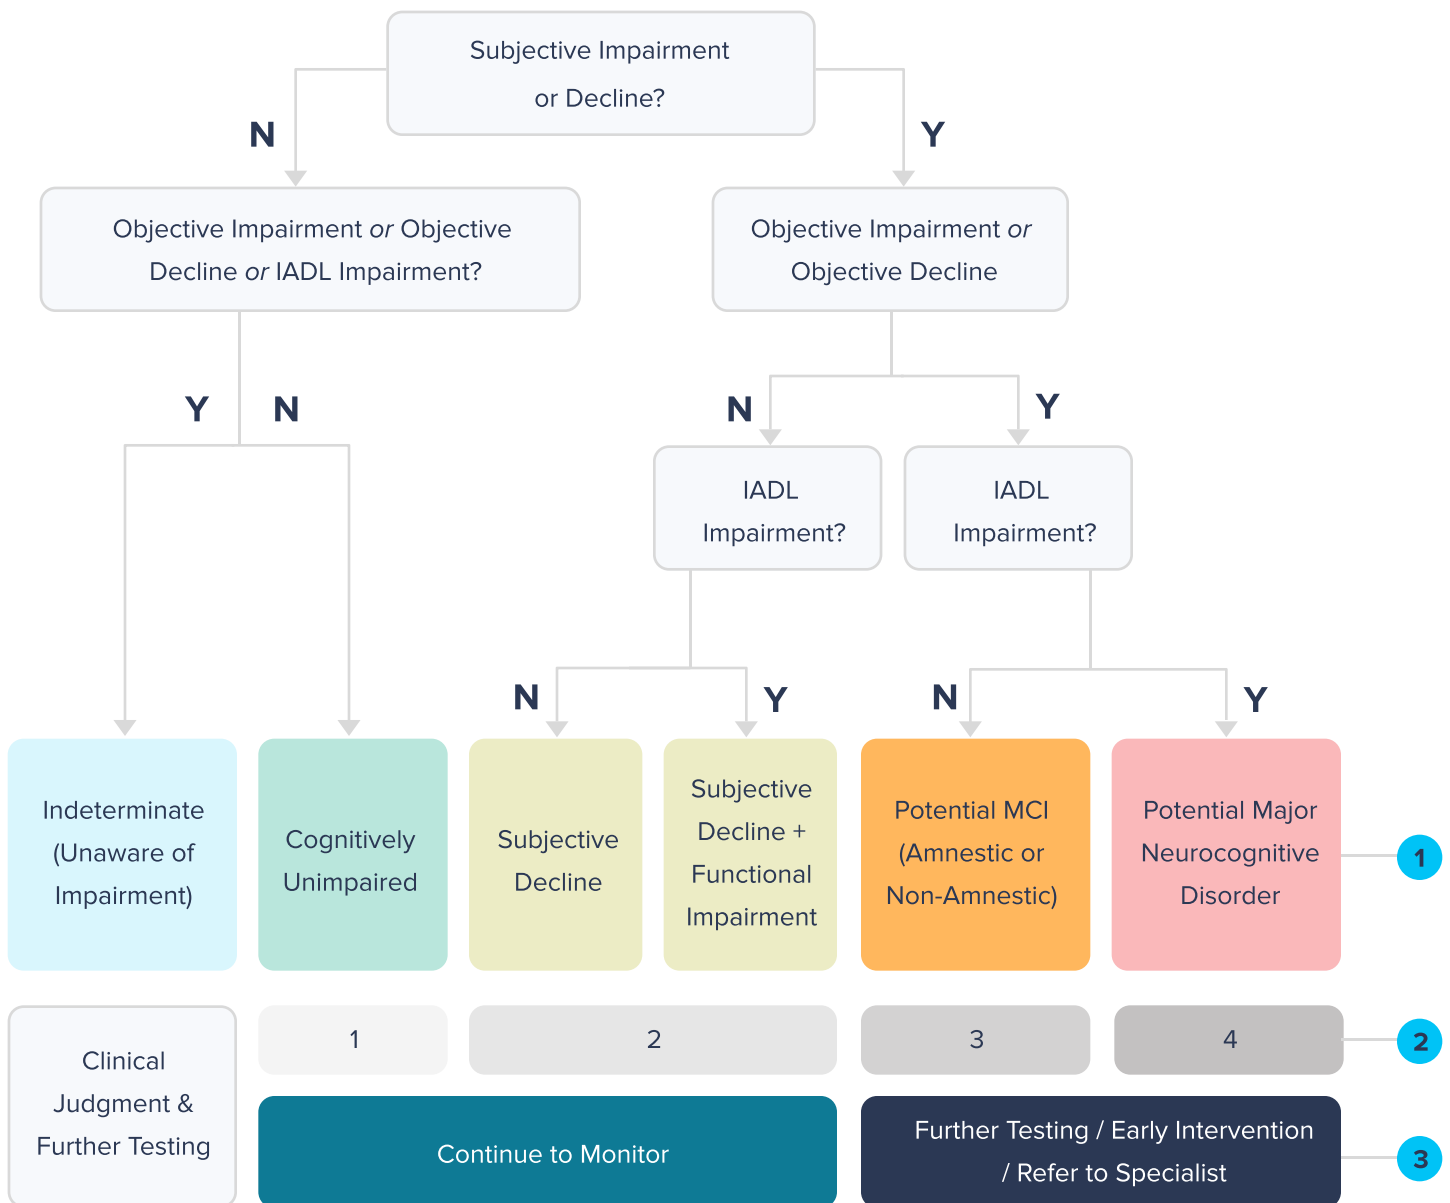 Subjective Impairment
or Decline?
N
Y
Objective Impairment or Objective
Decline or IADL Impairment?
Objective Impairment or
Objective Decline
Y
N
N
Y
IADL
Impairment?
IADL
Impairment?
N
Y
N
Y
Indeterminate
(Unaware of
Impairment)
Cognitively
Unimpaired
Subjective
Decline
Subjective
Decline +
Functional
Impairment
Potential MCI
(Amnestic or
Non-Amnestic)
Potential Major
Neurocognitive
Disorder
1
Clinical
Judgment &
Further Testing
1
2
3
4
2
Continue to Monitor
Further Testing / Early Intervention
/ Refer to Specialist
3